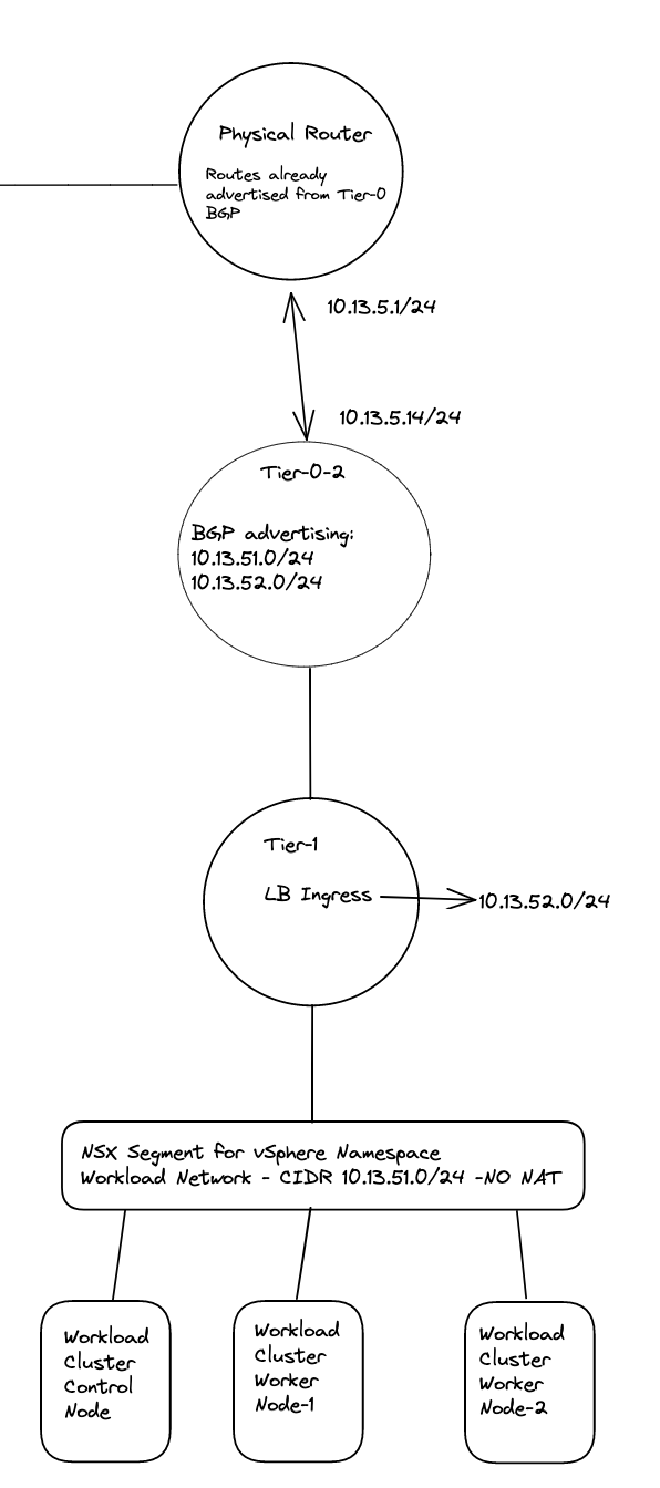 Physical Router
Routes already
advertised from Tier-0
BGP
10.13.5.1/24
10.13.5.14/24
Tier-0-2
BGP advertising:
10.13.51.0/24
10.13.52.0/24
Tier-1
LB Ingress
10.13.52.0/24
NSX Segment for vSphere Namespace
Workload Network - CIDR 10.13.51.0/24 -NO NAT
Workload
Cluster
Control
Node
Workload
Cluster
Worker
Node-1
Workload
Cluster
Worker
Node-2